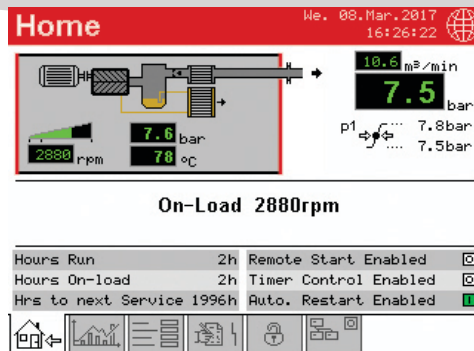 Home
We. 08.Mar.2017
16:26:22
10.6 m³/min
7.5 bar
p1 7.8bar
7.5bar
7.6 bar
2880 rpm
78 °C
On-Load 2880rpm
Hours Run 2h Remote Start Enabled
Hours On-load 2h Timer Control Enabled
Hrs to next Service 1996h Auto. Restart Enabled